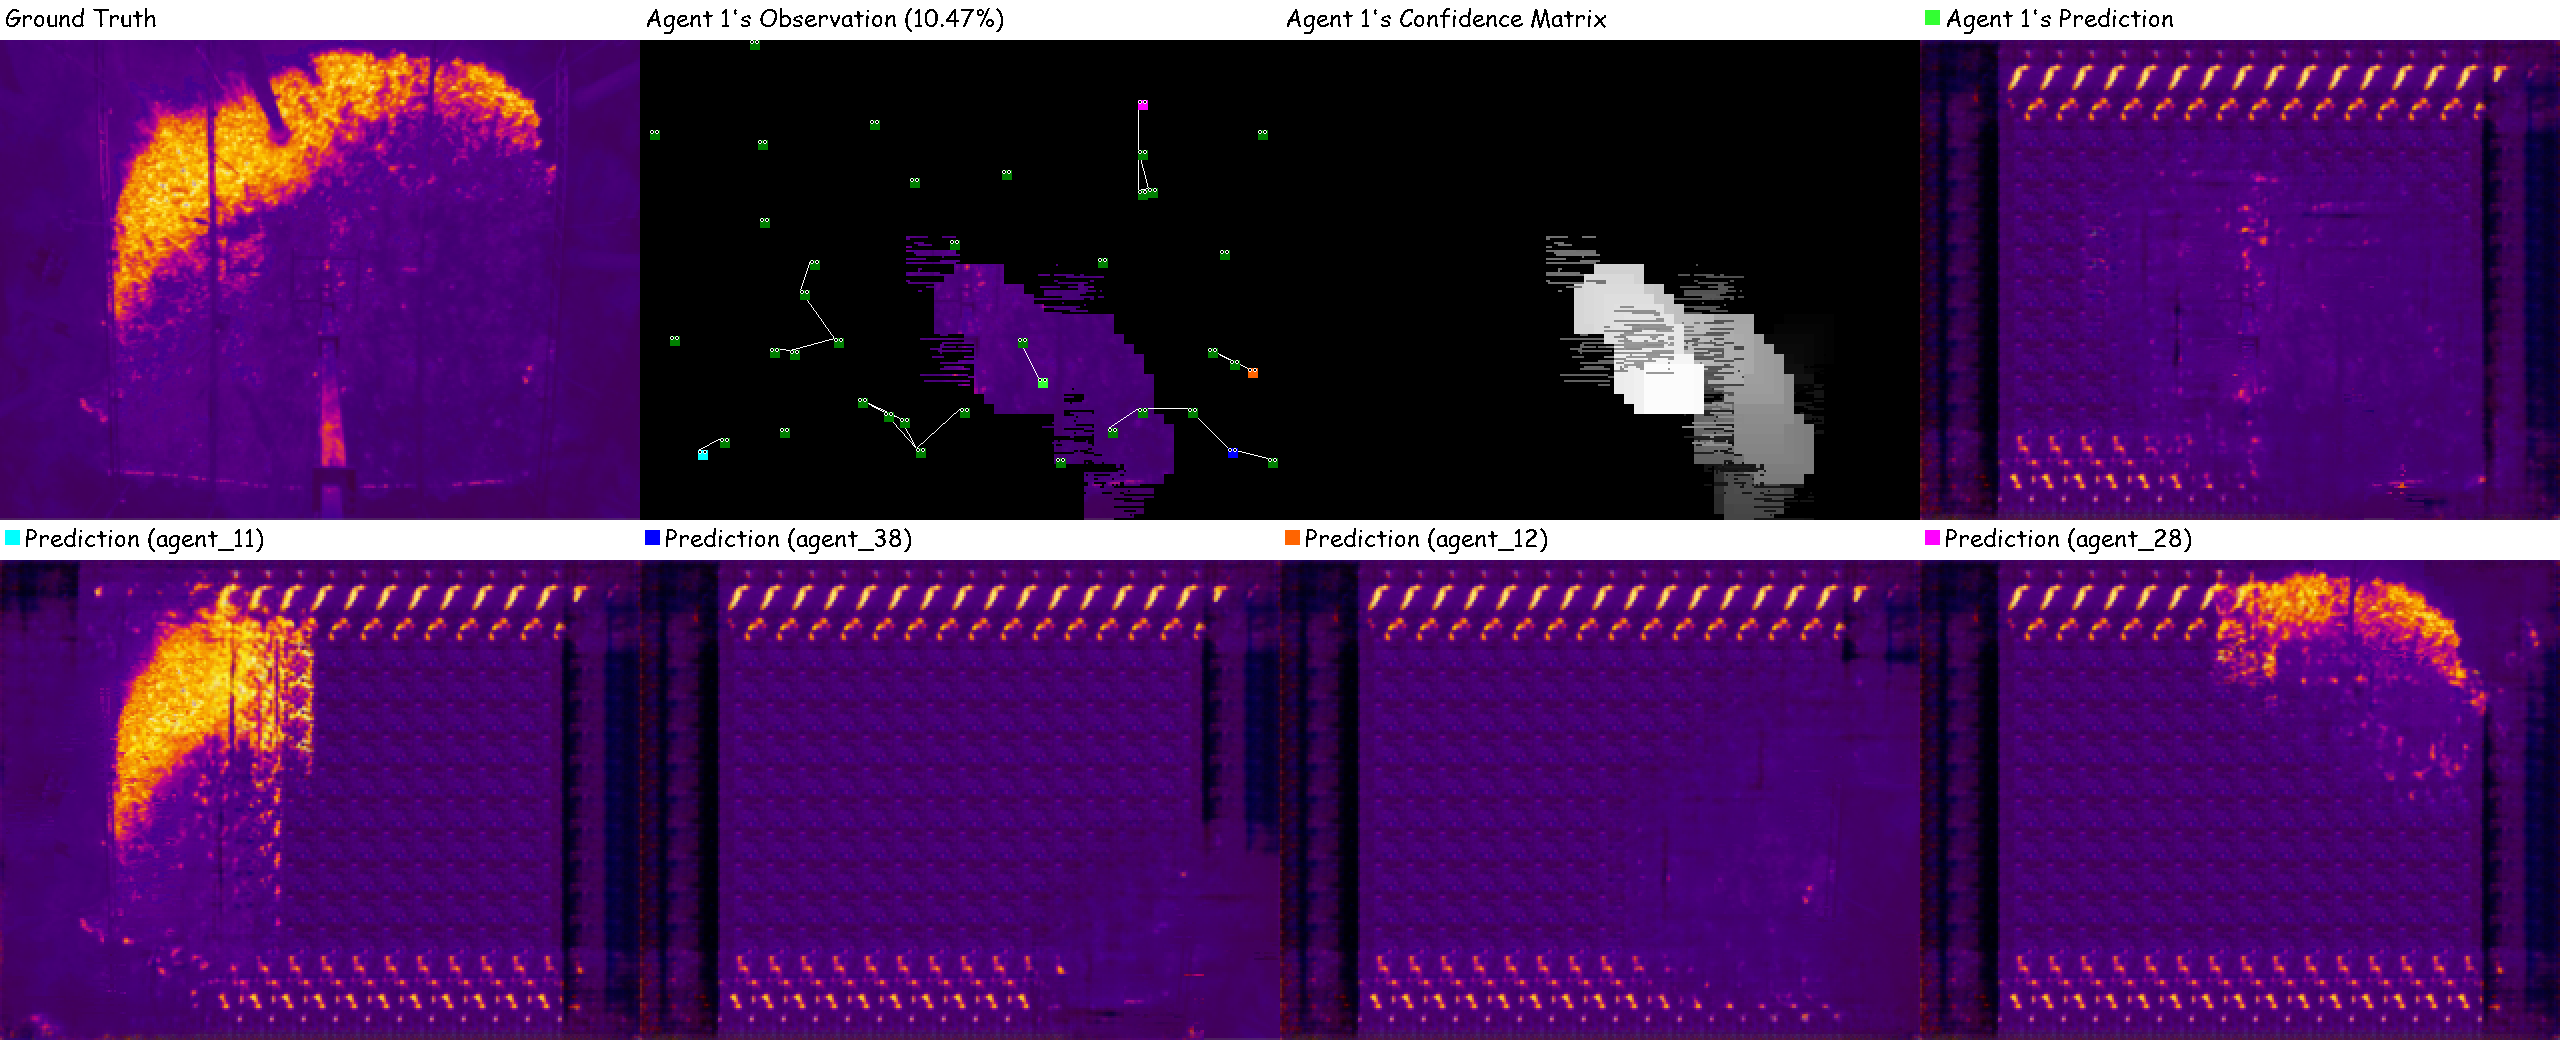 Ground Truth
Agent 1's Observation (10.47%)
Agent 1's Confidence Matrix
Agent 1's Prediction
Prediction (agent_11)
Prediction (agent_38)
Prediction (agent_12)
Prediction (agent_28)